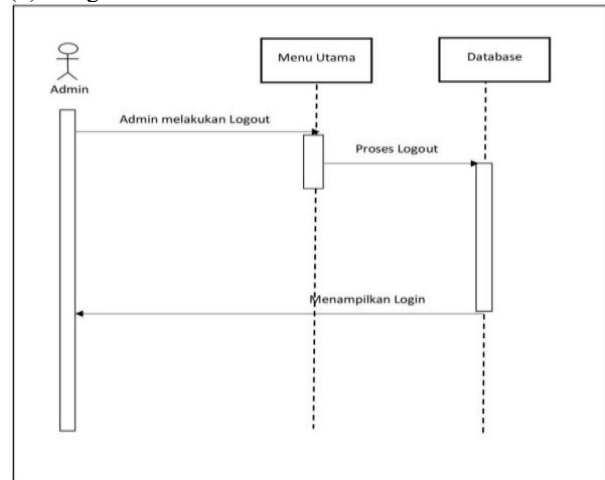 Menu Utama
Database
Admin
Admin melakukan Logout
Proses Logout
Menampilkan Login